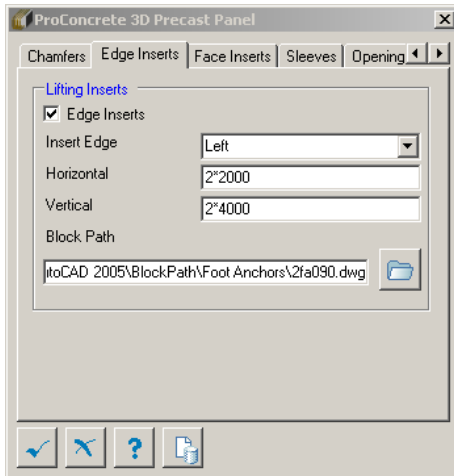 ProConcrete 3D Precast Panel
Chamfers Edge Inserts Face Inserts Sleeves Opening
Lifting Inserts
Edge Inserts
Insert Edge Left
Horizontal 2*2000
Vertical 2*4000
Block Path
itoCAD 2005\BlockPath\Foot Anchors\2fa090.dwg
?